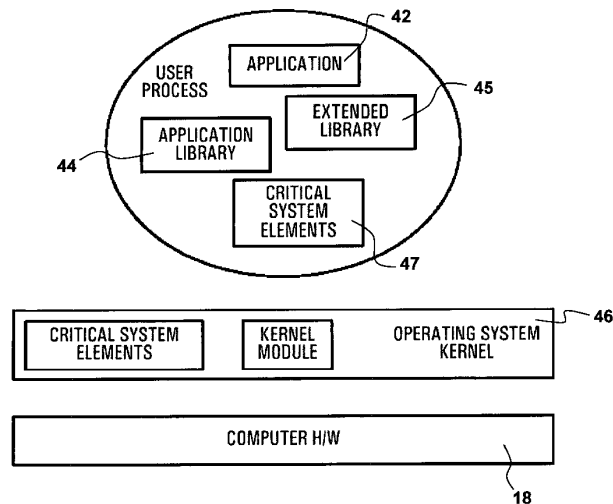 42
APPLICATION
USER
PROCESS
45
EXTENDED
LIBRARY
APPLICATION
LIBRARY
44
CRITICAL
SYSTEM
ELEMENTS
47
46
CRITICAL SYSTEM
ELEMENTS
KERNEL
MODULE
OPERATING SYSTEM
KERNEL
COMPUTER H/W
18